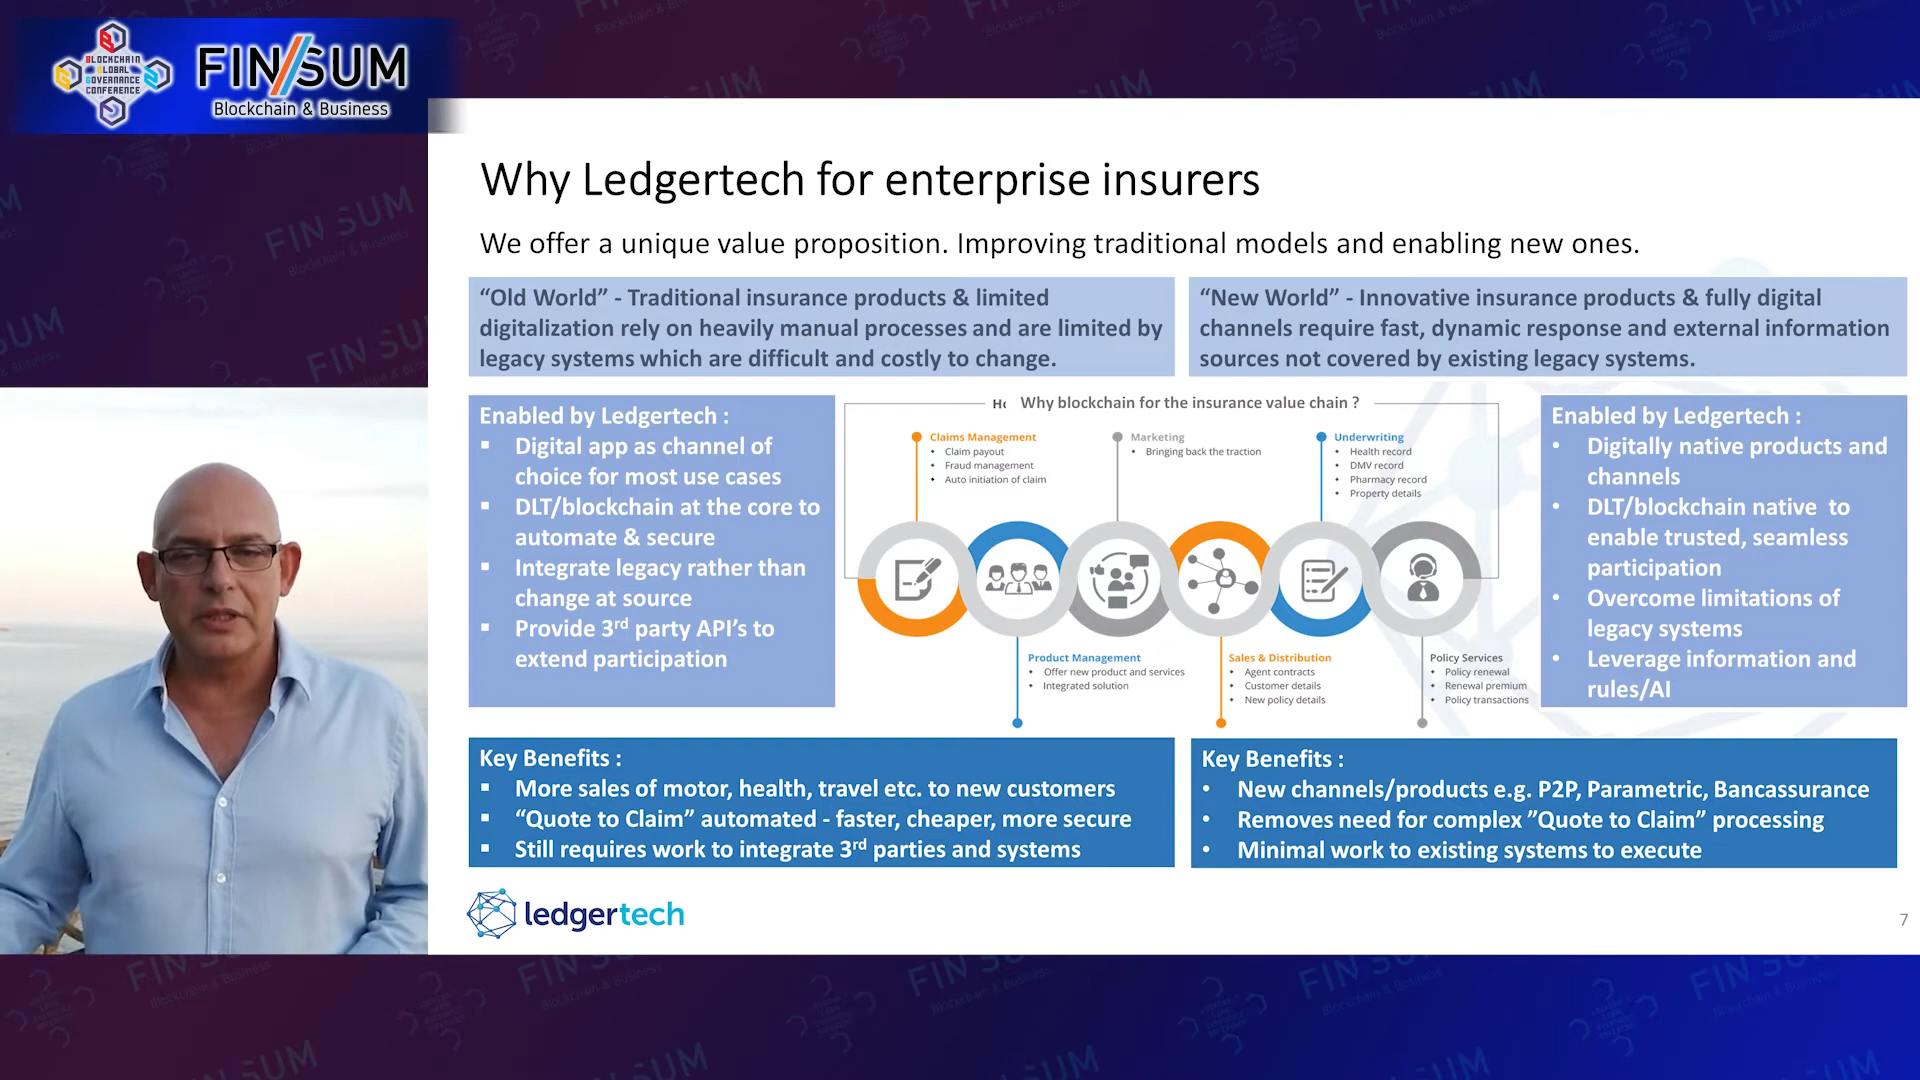 BLOCKCHAIN
GLOBAL
GOVERNANCE
CONFERENCE
FIN/SUM
Blockchain & Business
Why Ledgertech for enterprise insurers
We offer a unique value proposition. Improving traditional models and enabling new ones.
“Old World” - Traditional insurance products & limited
digitalization rely on heavily manual processes and are limited by
legacy systems which are difficult and costly to change.
“New World” - Innovative insurance products & fully digital
channels require fast, dynamic response and external information
sources not covered by existing legacy systems.
Enabled by Ledgertech :
▪ Digital app as channel of
choice for most use cases
▪ DLT/blockchain at the core to
automate & secure
▪ Integrate legacy rather than
change at source
▪ Provide 3rd party API’s to
extend participation
Why blockchain for the insurance value chain ?
Claims Management
• Claim payout
• Fraud management
• Auto initiation of claim
Marketing
• Bringing back the traction
Underwriting
• Health record
• DMV record
• Pharmacy record
• Property details
Product Management
• Offer new product and services
• Integrated solution
Sales & Distribution
• Agent contracts
• Customer details
• New policy details
Policy Services
• Policy renewal
• Renewal premium
• Policy transactions
Enabled by Ledgertech :
• Digitally native products and
channels
• DLT/blockchain native to
enable trusted, seamless
participation
• Overcome limitations of
legacy systems
• Leverage information and
rules/AI
Key Benefits :
▪ More sales of motor, health, travel etc. to new customers
▪ “Quote to Claim” automated - faster, cheaper, more secure
▪ Still requires work to integrate 3rd parties and systems
Key Benefits :
• New channels/products e.g. P2P, Parametric, Bancassurance
• Removes need for complex ”Quote to Claim” processing
• Minimal work to existing systems to execute
ledgertech
7